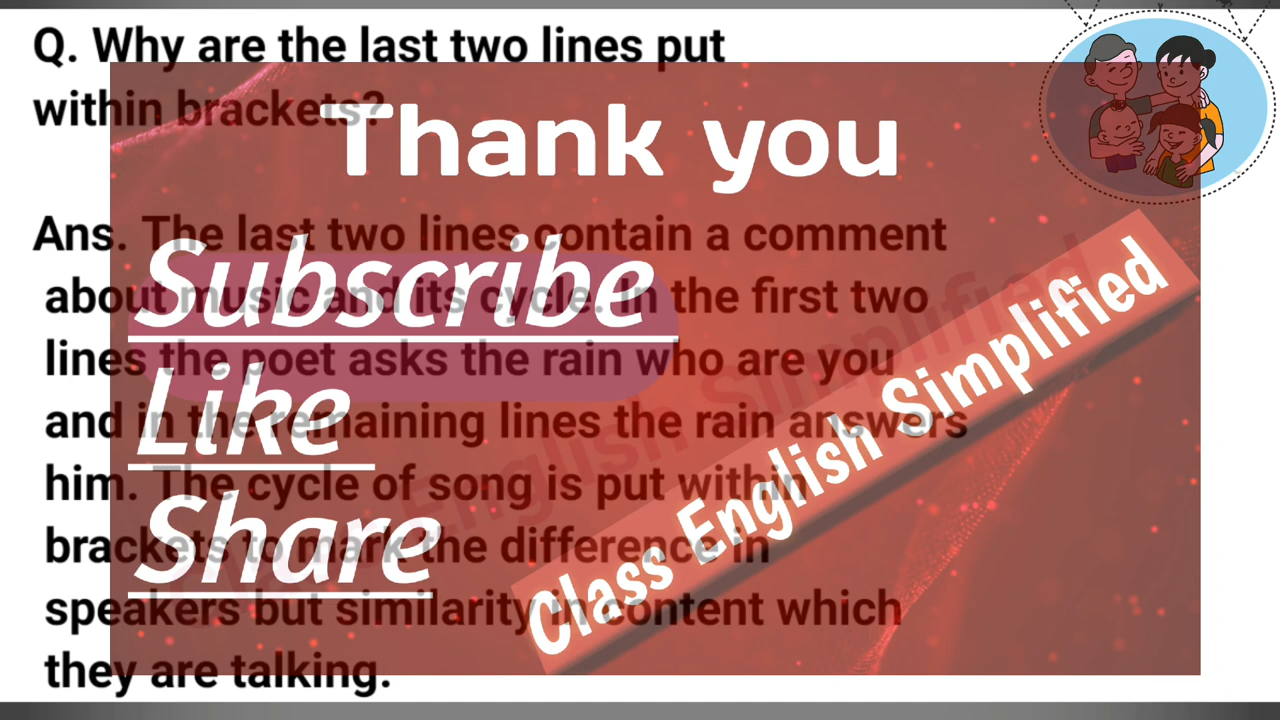 Q. Why are the last two lines put
within brackets?
Thank you
Ans. The last two lines contain a comment
about music and its cycle. In the first two
lines the poet asks the rain who are you
and in the remaining lines the rain answers
him. The cycle of song is put within
brackets to mark the difference in
speakers but similarity in content which
they are talking.
Subscribe
Like
Share
Class English Simplified
Class English Simplified